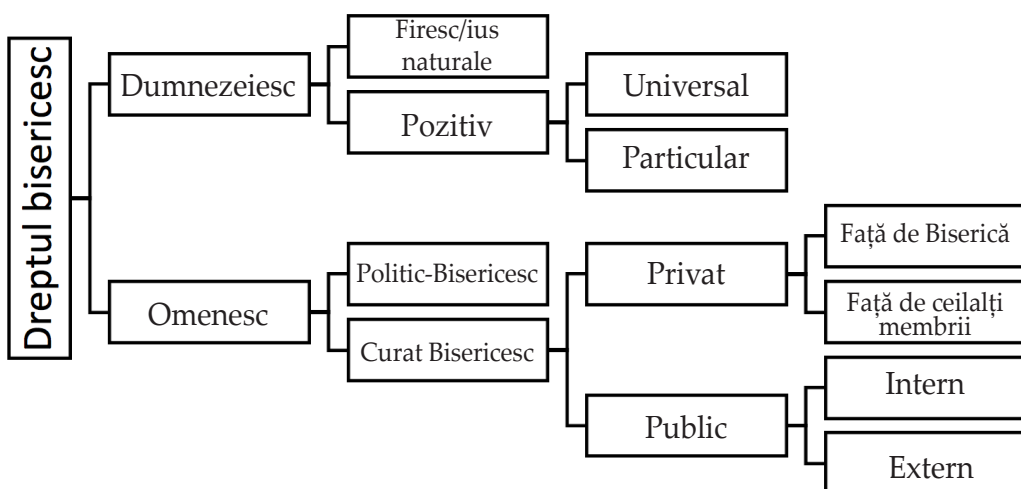 Dreptul bisericesc
Dumnezeiesc
Firesc/ius
naturale
Pozitiv
Universal
Particular
Omenesc
Politic-Bisericesc
Curat Bisericesc
Privat
Față de Biserică
Față de ceilalți
membrii
Public
Intern
Extern